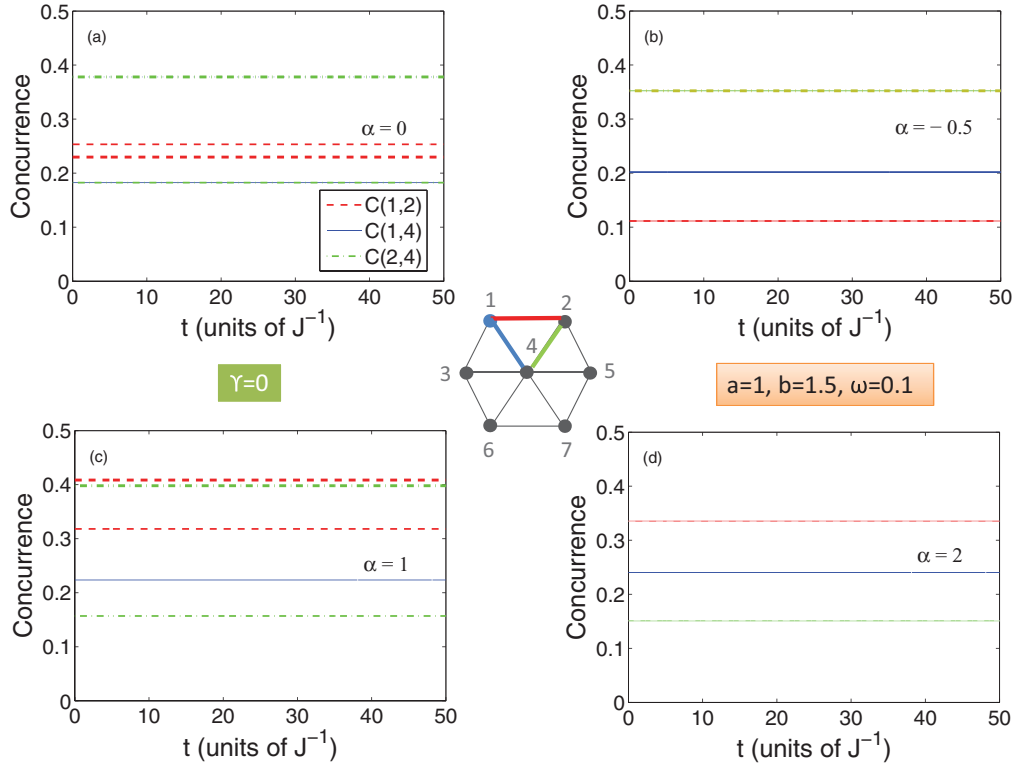 (a)
0.5
0.4
0.3
0.2
0.1
0
Concurrence
α = 0
C(1,2)
C(1,4)
C(2,4)
0 10 20 30 40 50
t (units of J⁻¹)
(b)
0.5
0.4
0.3
0.2
0.1
0
Concurrence
α = − 0.5
0 10 20 30 40 50
t (units of J⁻¹)
1 2
4
3 5
6 7
ϒ=0
a=1, b=1.5, ω=0.1
(c)
0.5
0.4
0.3
0.2
0.1
0
Concurrence
α = 1
0 10 20 30 40 50
t (units of J⁻¹)
(d)
0.5
0.4
0.3
0.2
0.1
0
Concurrence
α = 2
0 10 20 30 40 50
t (units of J⁻¹)